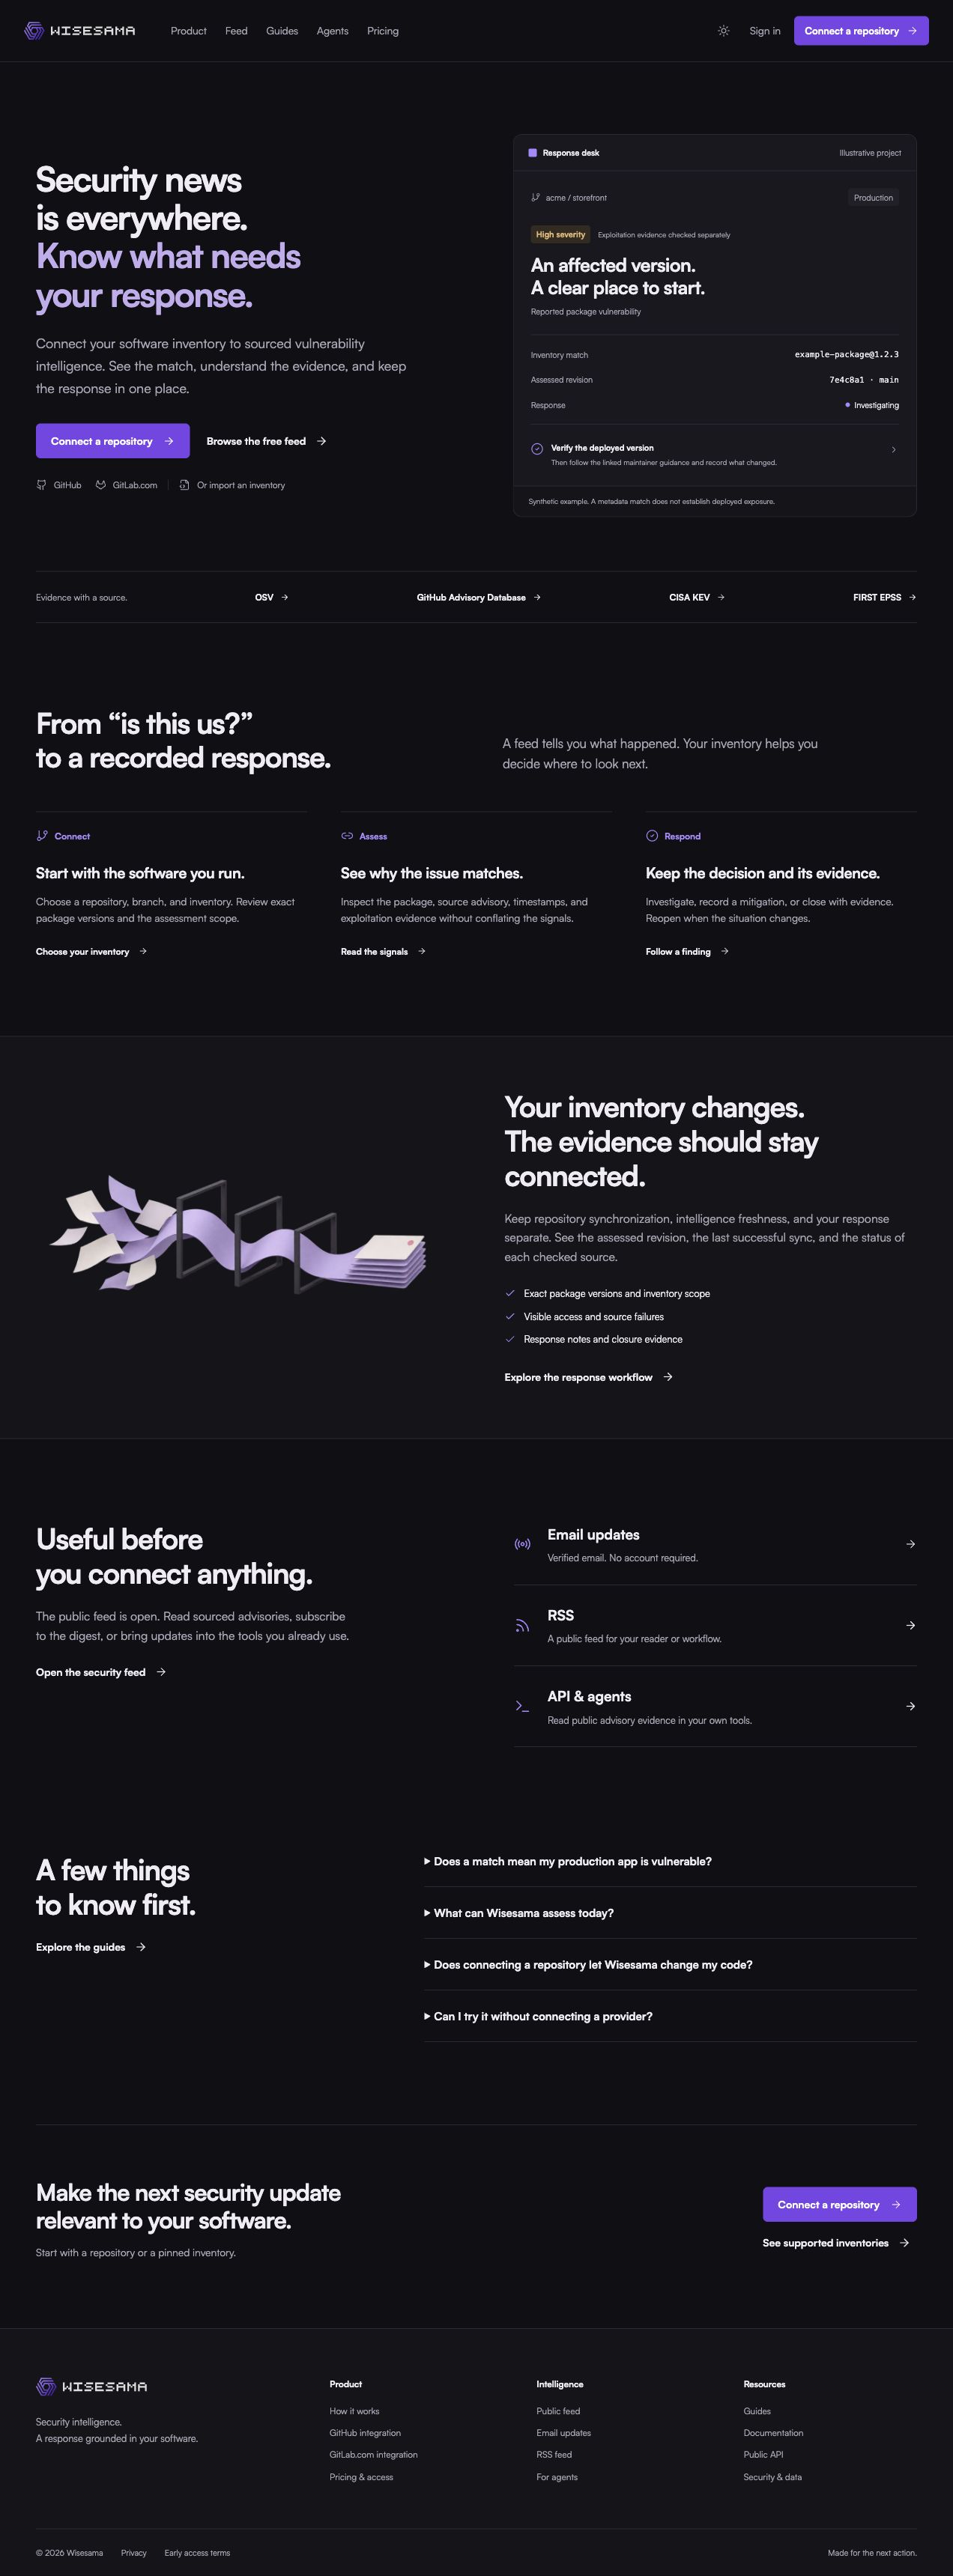 WISESAMA
Product
Feed
Guides
Agents
Pricing
Sign in
Connect a repository
Security news
is everywhere.
Know what needs
your response.
Connect your software inventory to sourced vulnerability
intelligence. See the match, understand the evidence, and keep
the response in one place.
Connect a repository
Browse the free feed
GitHub
GitLab.com
Or import an inventory
Response desk
Illustrative project
acme / storefront
Production
High severity
Exploitation evidence checked separately
An affected version.
A clear place to start.
Reported package vulnerability
Inventory match
example-package@1.2.3
Assessed revision
7e4c8a1 · main
Response
Investigating
Verify the deployed version
Then follow the linked maintainer guidance and record what changed.
Synthetic example. A metadata match does not establish deployed exposure.
Evidence with a source.
OSV
GitHub Advisory Database
CISA KEV
FIRST EPSS
From “is this us?”
to a recorded response.
A feed tells you what happened. Your inventory helps you
decide where to look next.
Connect
Start with the software you run.
Choose a repository, branch, and inventory. Review exact
package versions and the assessment scope.
Choose your inventory
Assess
See why the issue matches.
Inspect the package, source advisory, timestamps, and
exploitation evidence without conflating the signals.
Read the signals
Respond
Keep the decision and its evidence.
Investigate, record a mitigation, or close with evidence.
Reopen when the situation changes.
Follow a finding
Your inventory changes.
The evidence should stay
connected.
Keep repository synchronization, intelligence freshness, and your response
separate. See the assessed revision, the last successful sync, and the status of
each checked source.
Exact package versions and inventory scope
Visible access and source failures
Response notes and closure evidence
Explore the response workflow
Useful before
you connect anything.
The public feed is open. Read sourced advisories, subscribe
to the digest, or bring updates into the tools you already use.
Open the security feed
Email updates
Verified email. No account required.
RSS
A public feed for your reader or workflow.
API & agents
Read public advisory evidence in your own tools.
A few things
to know first.
Explore the guides
Does a match mean my production app is vulnerable?
What can Wisesama assess today?
Does connecting a repository let Wisesama change my code?
Can I try it without connecting a provider?
Make the next security update
relevant to your software.
Start with a repository or a pinned inventory.
Connect a repository
See supported inventories
WISESAMA
Security intelligence.
A response grounded in your software.
Product
How it works
GitHub integration
GitLab.com integration
Pricing & access
Intelligence
Public feed
Email updates
RSS feed
For agents
Resources
Guides
Documentation
Public API
Security & data
© 2026 Wisesama
Privacy
Early access terms
Made for the next action.